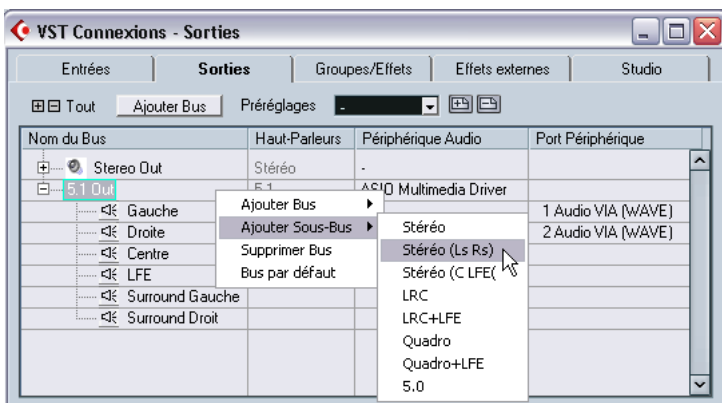 VST Connexions - Sorties
Entrées Sorties Groupes/Effets Effets externes Studio
Tout Ajouter Bus Préréglages -
Nom du Bus Haut-Parleurs Périphérique Audio Port Périphérique
Stereo Out Stéréo -
5.1 Out 5.1 ASIO Multimedia Driver
Gauche 1 Audio VIA (WAVE)
Droite 2 Audio VIA (WAVE)
Centre
LFE
Surround Gauche
Surround Droit
Ajouter Bus
Ajouter Sous-Bus
Supprimer Bus
Bus par défaut
Stéréo
Stéréo (Ls Rs)
Stéréo (C LFE(
LRC
LRC+LFE
Quadro
Quadro+LFE
5.0